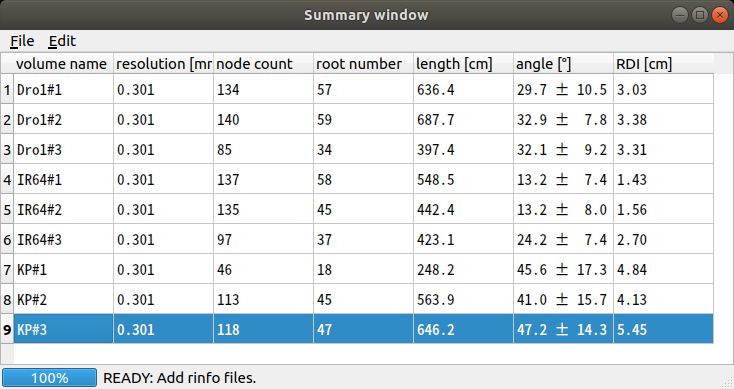 Summary window
File Edit
volume name resolution [mr node count root number length [cm] angle [°] RDI [cm]
1 Dro1#1 0.301 134 57 636.4 29.7 ± 10.5 3.03
2 Dro1#2 0.301 140 59 687.7 32.9 ± 7.8 3.38
3 Dro1#3 0.301 85 34 397.4 32.1 ± 9.2 3.31
4 IR64#1 0.301 137 58 548.5 13.2 ± 7.4 1.43
5 IR64#2 0.301 135 45 442.4 13.2 ± 8.0 1.56
6 IR64#3 0.301 97 37 423.1 24.2 ± 7.4 2.70
7 KP#1 0.301 46 18 248.2 45.6 ± 17.3 4.84
8 KP#2 0.301 113 45 563.9 41.0 ± 15.7 4.13
9 KP#3 0.301 118 47 646.2 47.2 ± 14.3 5.45
100% READY: Add rinfo files.